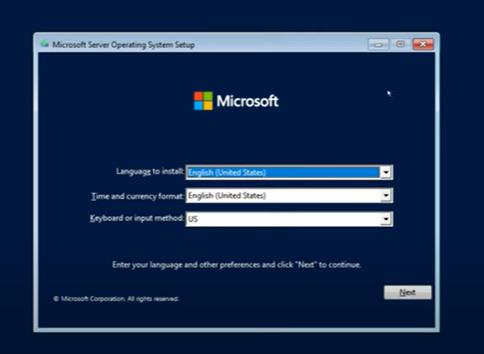 Microsoft Server Operating System Setup
Microsoft
Language to install: English (United States)
Time and currency format: English (United States)
Keyboard or input method: US
Enter your language and other preferences and click "Next" to continue.
© Microsoft Corporation. All rights reserved.
Next